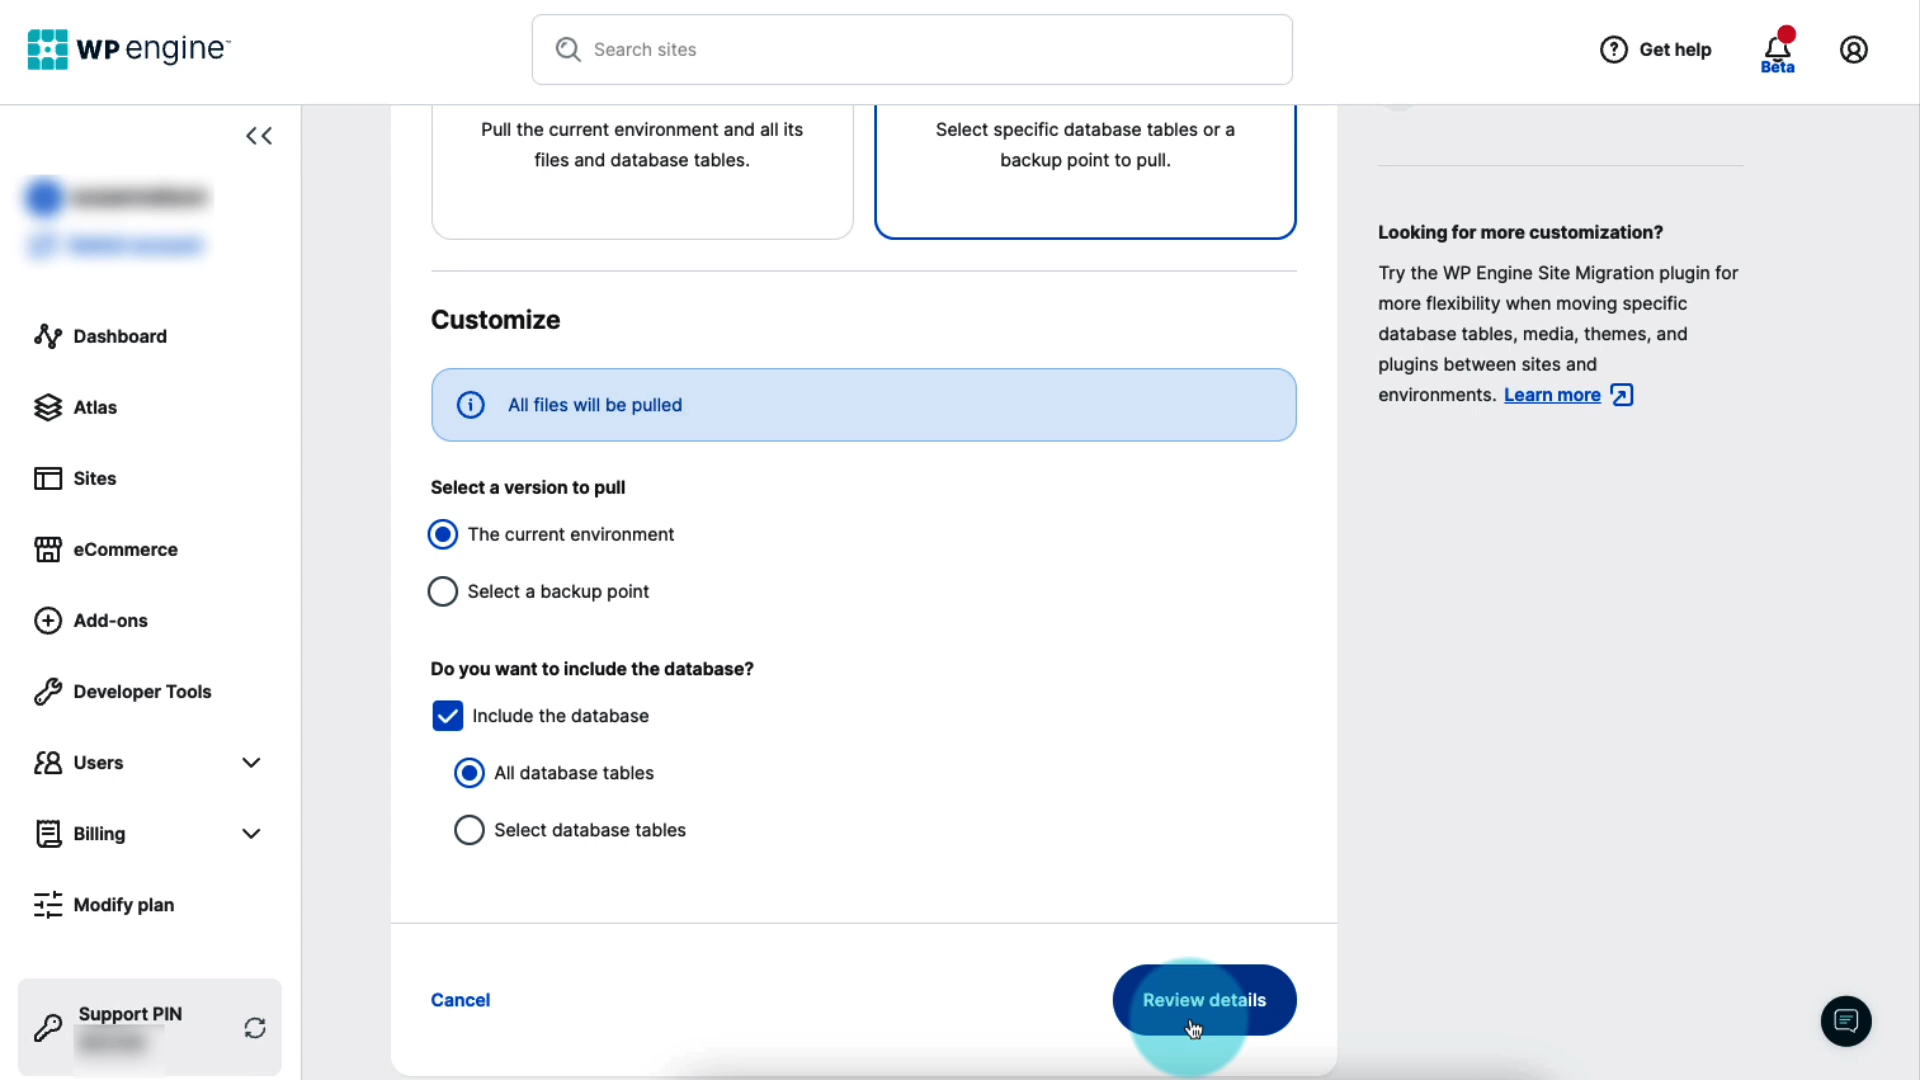 WP engine
Search sites
Get help
Beta
Dashboard
Atlas
Sites
eCommerce
Add-ons
Developer Tools
Users
Billing
Modify plan
Support PIN
Pull the current environment and all its
files and database tables.
Select specific database tables or a
backup point to pull.
Customize
All files will be pulled
Select a version to pull
The current environment
Select a backup point
Do you want to include the database?
Include the database
All database tables
Select database tables
Cancel
Review details
Looking for more customization?
Try the WP Engine Site Migration plugin for
more flexibility when moving specific
database tables, media, themes, and
plugins between sites and
environments. Learn more